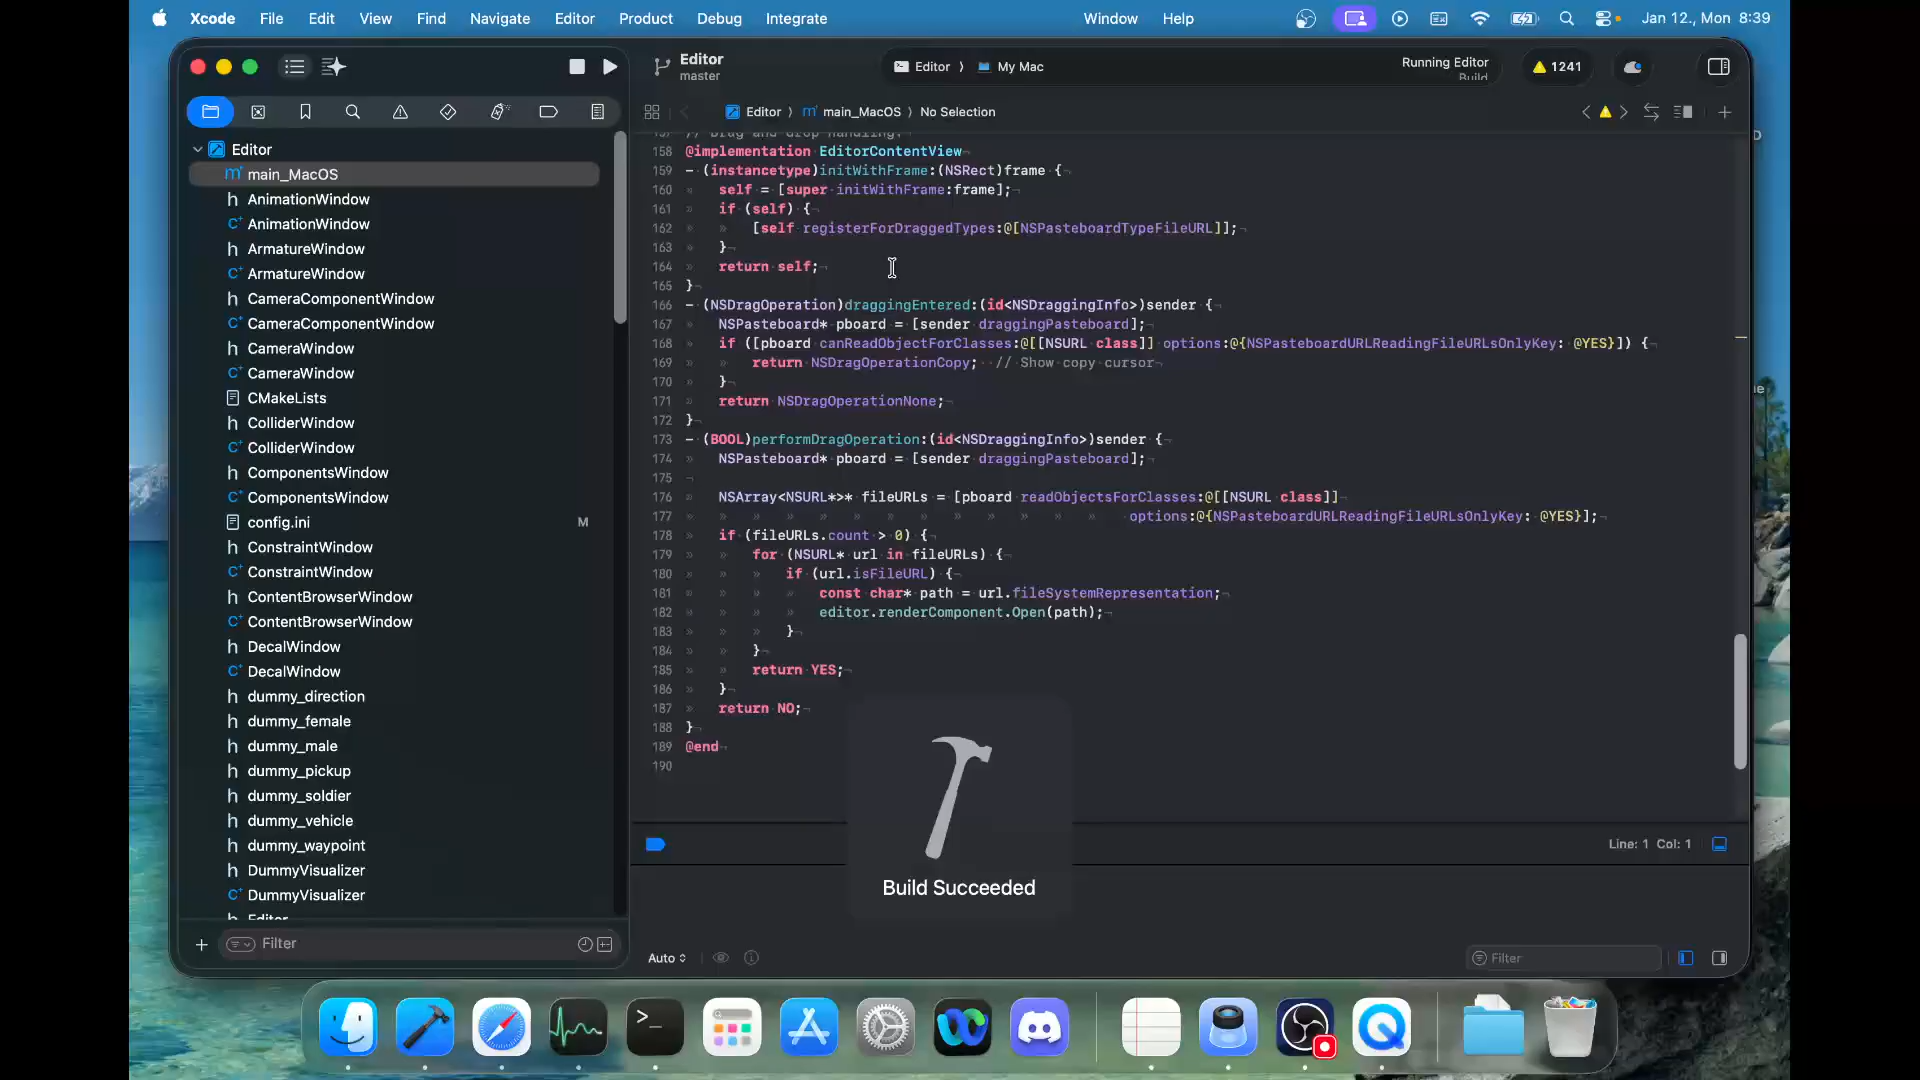 Xcode File Edit View Find Navigate Editor Product Debug Integrate Window Help Jan 12., Mon 8:39
Editor
master
Editor 〉 My Mac
Running Editor
Build
1241
Editor 〉 main_MacOS 〉 No Selection
Editor
m main_MacOS
h AnimationWindow
C+ AnimationWindow
h ArmatureWindow
C+ ArmatureWindow
h CameraComponentWindow
C+ CameraComponentWindow
h CameraWindow
C+ CameraWindow
CMakeLists
h ColliderWindow
C+ ColliderWindow
h ComponentsWindow
C+ ComponentsWindow
config.ini M
h ConstraintWindow
C+ ConstraintWindow
h ContentBrowserWindow
C+ ContentBrowserWindow
h DecalWindow
C+ DecalWindow
h dummy_direction
h dummy_female
h dummy_male
h dummy_pickup
h dummy_soldier
h dummy_vehicle
h dummy_waypoint
h DummyVisualizer
C+ DummyVisualizer
h Editor
Filter
157 // Drag and drop handling:
158 @implementation EditorContentView
159 - (instancetype)initWithFrame:(NSRect)frame {
160 self = [super initWithFrame:frame];
161 if (self) {
162 [self registerForDraggedTypes:@[NSPasteboardTypeFileURL]];
163 }
164 return self;
165 }
166 - (NSDragOperation)draggingEntered:(id<NSDraggingInfo>)sender {
167 NSPasteboard* pboard = [sender draggingPasteboard];
168 if ([pboard canReadObjectForClasses:@[[NSURL class]] options:@{NSPasteboardURLReadingFileURLsOnlyKey: @YES}]) {
169 return NSDragOperationCopy; // Show copy cursor
170 }
171 return NSDragOperationNone;
172 }
173 - (BOOL)performDragOperation:(id<NSDraggingInfo>)sender {
174 NSPasteboard* pboard = [sender draggingPasteboard];
175
176 NSArray<NSURL*>* fileURLs = [pboard readObjectsForClasses:@[[NSURL class]]
177 options:@{NSPasteboardURLReadingFileURLsOnlyKey: @YES}];
178 if (fileURLs.count > 0) {
179 for (NSURL* url in fileURLs) {
180 if (url.isFileURL) {
181 const char* path = url.fileSystemRepresentation;
182 editor.renderComponent.Open(path);
183 }
184 }
185 return YES;
186 }
187 return NO;
188 }
189 @end
190
Build Succeeded
Line: 1 Col: 1
Auto
Filter